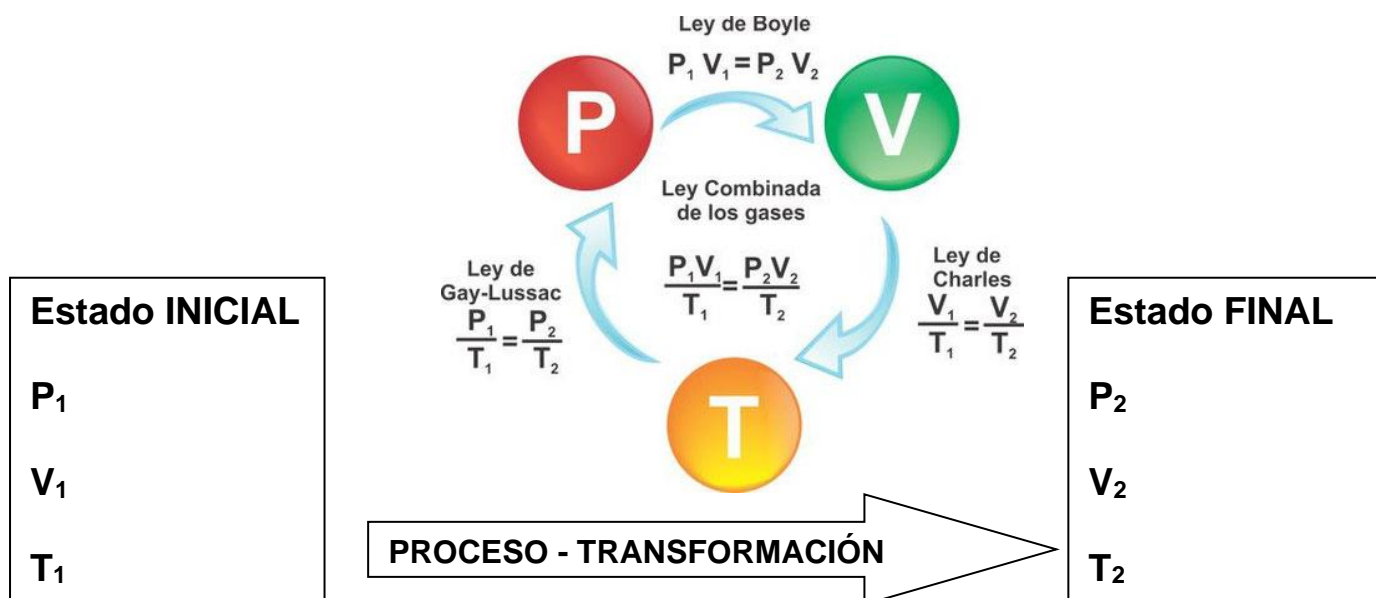 Ley de Boyle
P₁ V₁ = P₂ V₂
P
V
Ley Combinada
de los gases
P₁V₁ = P₂V₂
T₁ T₂
Ley de
Gay-Lussac
P₁ = P₂
T₁ T₂
Ley de
Charles
V₁ = V₂
T₁ T₂
T
Estado INICIAL
P₁
V₁
T₁
PROCESO - TRANSFORMACIÓN
Estado FINAL
P₂
V₂
T₂